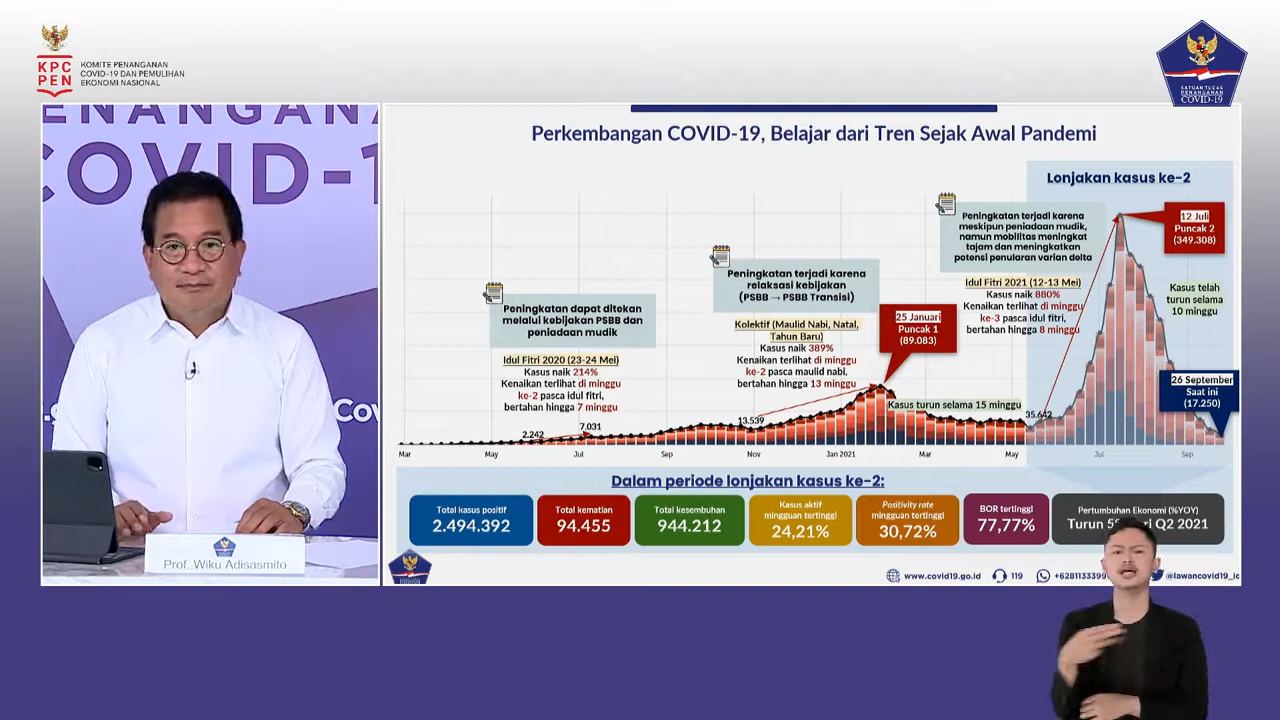 KPC
PEN
KOMITE PENANGANAN
COVID-19 DAN PEMULIHAN
EKONOMI NASIONAL
SATUAN TUGAS
PENANGANAN
COVID-19
ENANGANA
COVID-1
Cov
Prof. Wiku Adisasmito
Perkembangan COVID-19, Belajar dari Tren Sejak Awal Pandemi
Lonjakan kasus ke-2
Peningkatan dapat ditekan
melalui kebijakan PSBB dan
peniadaan mudik
Idul Fitri 2020 (23-24 Mei)
Kasus naik 214%
Kenaikan terlihat di minggu
ke-2 pasca idul fitri,
bertahan hingga 7 minggu
2.242
7.031
Peningkatan terjadi karena
relaksasi kebijakan
(PSBB → PSBB Transisi)
Kolektif (Maulid Nabi, Natal,
Tahun Baru)
Kasus naik 389%
Kenaikan terlihat di minggu
ke-2 pasca maulid nabi,
bertahan hingga 13 minggu
13.539
25 Januari
Puncak 1
(89.083)
Kasus turun selama 15 minggu
Peningkatan terjadi karena
meskipun peniadaan mudik,
namun mobilitas meningkat
tajam dan meningkatkan
potensi penularan varian delta
Idul Fitri 2021 (12-13 Mei)
Kasus naik 880%
Kenaikan terlihat di minggu
ke-3 pasca idul fitri,
bertahan hingga 8 minggu
35.642
12 Juli
Puncak 2
(349.308)
Kasus telah
turun selama
10 minggu
26 September
Saat ini
(17.250)
Mar May Jul Sep Nov Jan 2021 Mar May Jul Sep
Dalam periode lonjakan kasus ke-2:
Total kasus positif
2.494.392
Total kematian
94.455
Total kesembuhan
944.212
Kasus aktif
mingguan tertinggi
24,21%
Positivity rate
mingguan tertinggi
30,72%
BOR tertinggi
77,77%
Pertumbuhan Ekonomi (%YOY)
Turun Q2 2021
www.covid19.go.id 119 +6281133399 @lawancovid19_id